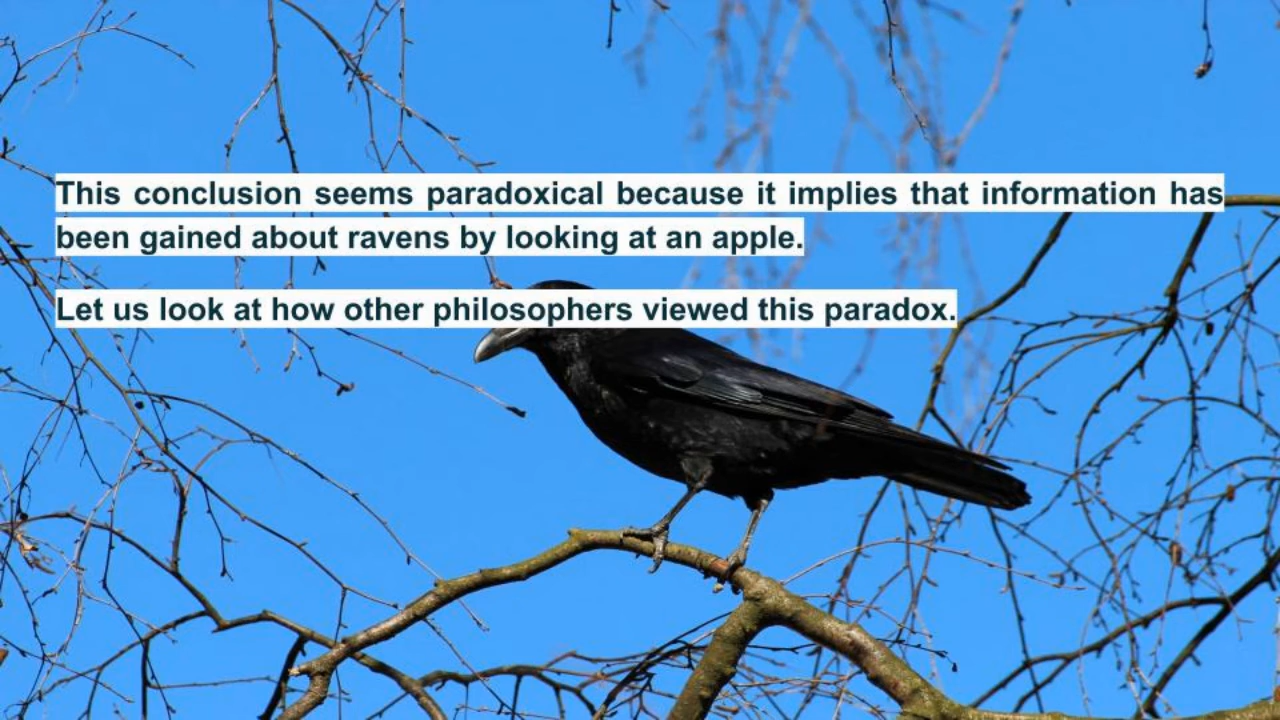 This conclusion seems paradoxical because it implies that information has
been gained about ravens by looking at an apple.
Let us look at how other philosophers viewed this paradox.